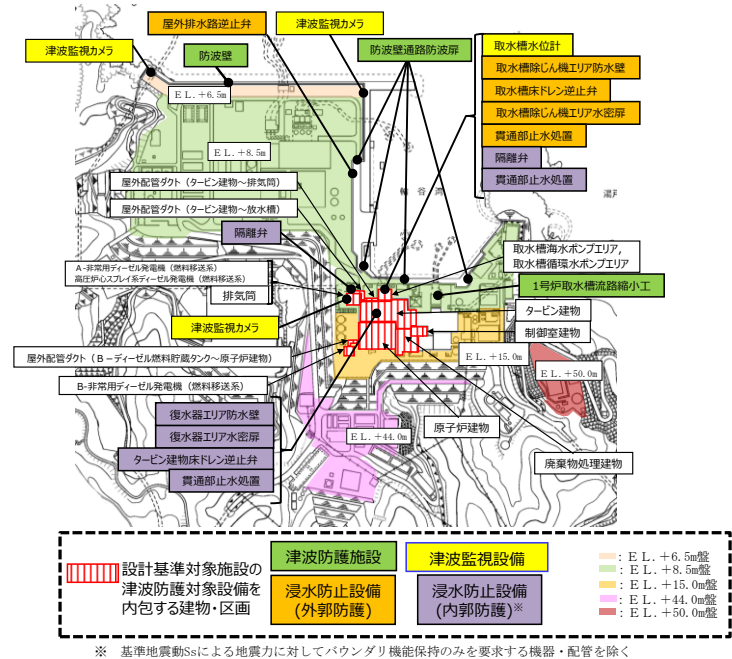 屋外排水路逆止弁
津波監視カメラ
津波監視カメラ
防波壁
防波壁通路防波扉
取水槽水位計
取水槽除じん機エリア防水壁
取水槽床ドレン逆止弁
取水槽除じん機エリア水密扉
貫通部止水処置
隔離弁
貫通部止水処置
EL.+6.5m
EL.+8.5m
輪谷湾
屋外配管ダクト（タービン建物～排気筒）
屋外配管ダクト（タービン建物～放水槽）
隔離弁
取水槽海水ポンプエリア，
取水槽循環水ポンプエリア
A-非常用ディーゼル発電機（燃料移送系）
高圧炉心スプレイ系ディーゼル発電機（燃料移送系）
排気筒
1号炉取水槽流路縮小工
津波監視カメラ
タービン建物
制御室建物
屋外配管ダクト（B－ディーゼル燃料貯蔵タンク～原子炉建物）
EL.+15.0m
EL.+50.0m
B-非常用ディーゼル発電機（燃料移送系）
復水器エリア防水壁
復水器エリア水密扉
タービン建物床ドレン逆止弁
貫通部止水処置
EL.+44.0m
原子炉建物
廃棄物処理建物
設計基準対象施設の
津波防護対象設備を
内包する建物・区画
津波防護施設
津波監視設備
浸水防止設備
(外郭防護)
浸水防止設備
(内郭防護)※
：EL.+6.5m盤
：EL.+8.5m盤
：EL.+15.0m盤
：EL.+44.0m盤
：EL.+50.0m盤
※　基準地震動Ssによる地震力に対してバウンダリ機能保持のみを要求する機器・配管を除く